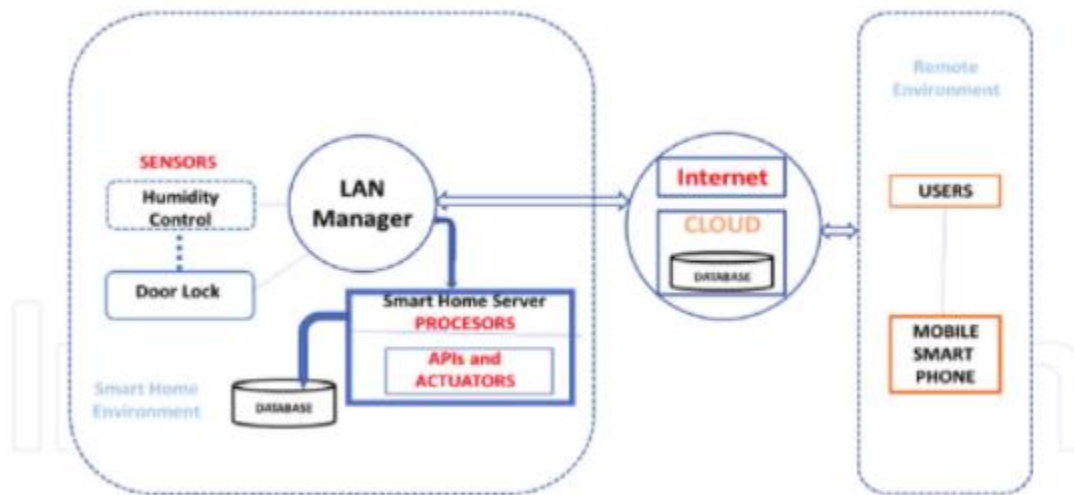 SENSORS
Humidity
Control
Door Lock
LAN
Manager
Smart Home Server
PROCESORS
APIs and
ACTUATORS
DATABASE
Smart Home
Environment
Internet
CLOUD
DATABASE
Remote
Environment
USERS
MOBILE
SMART
PHONE